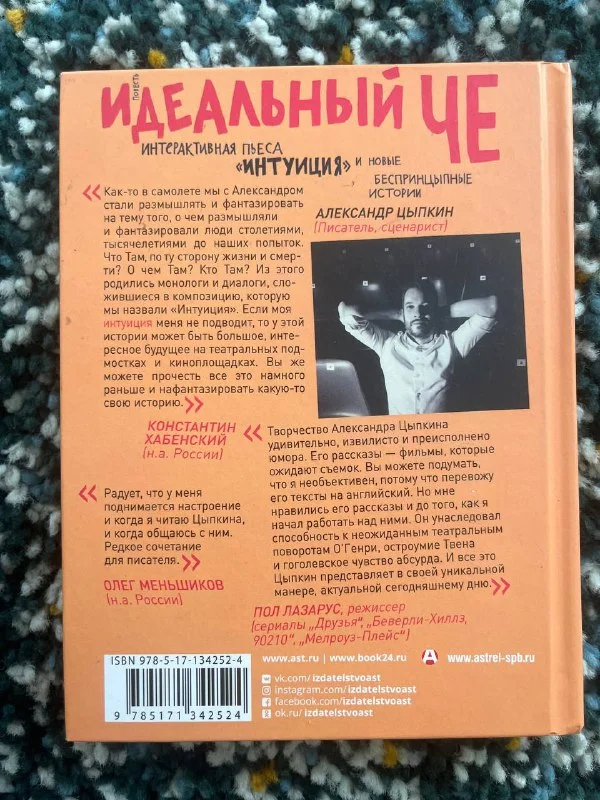 Повесть
ИДЕАЛЬНЫЙ ЧЕ
ИНТЕРАКТИВНАЯ ПЬЕСА
«ИНТУИЦИЯ» И НОВЫЕ
БЕСПРИНЦЫПНЫЕ
ИСТОРИИ
«Как-то в самолете мы с Александром
стали размышлять и фантазировать
на тему того, о чем размышляли
и фантазировали люди столетиями,
тысячелетиями до наших попыток.
Что Там, по ту сторону жизни и смер-
ти? О чем Там? Кто Там? Из этого
родились монологи и диалоги, сло-
жившиеся в композицию, которую
мы назвали «Интуиция». Если моя
интуиция меня не подводит, то у этой
истории может быть большое, инте-
ресное будущее на театральных под-
мостках и киноплощадках. Вы же
можете прочесть все это намного
раньше и нафантазировать какую-то
свою историю.»
КОНСТАНТИН
ХАБЕНСКИЙ
(н.а. России)
«Радует, что у меня
поднимается настроение
и когда я читаю Цыпкина,
и когда общаюсь с ним.
Редкое сочетание
для писателя.»
ОЛЕГ МЕНЬШИКОВ
(н.а. России)
АЛЕКСАНДР ЦЫПКИН
(Писатель, сценарист)
«Творчество Александра Цыпкина
удивительно, извилисто и преисполнено
юмора. Его рассказы — фильмы, которые
ожидают съемок. Вы можете подумать,
что я необъективен, потому что перевожу
его тексты на английский. Но мне
нравились его рассказы и до того, как я
начал работать над ними. Он унаследовал
способность к неожиданным театральным
поворотам О'Генри, остроумие Твена
и гоголевское чувство абсурда. И все это
Цыпкин представляет в своей уникальной
манере, актуальной сегодняшнему дню.»
ПОЛ ЛАЗАРУС, режиссер
(сериалы „Друзья“, „Беверли-Хиллз,
90210“, „Мелроуз-Плейс“)
ISBN 978-5-17-134252-4
9 785171 342524
www.ast.ru | www.book24.ru
A
www.astrel-spb.ru
vk.com/izdatelstvoast
instagram.com/izdatelstvoast
facebook.com/izdatelstvoast
ok.ru/izdatelstvoast